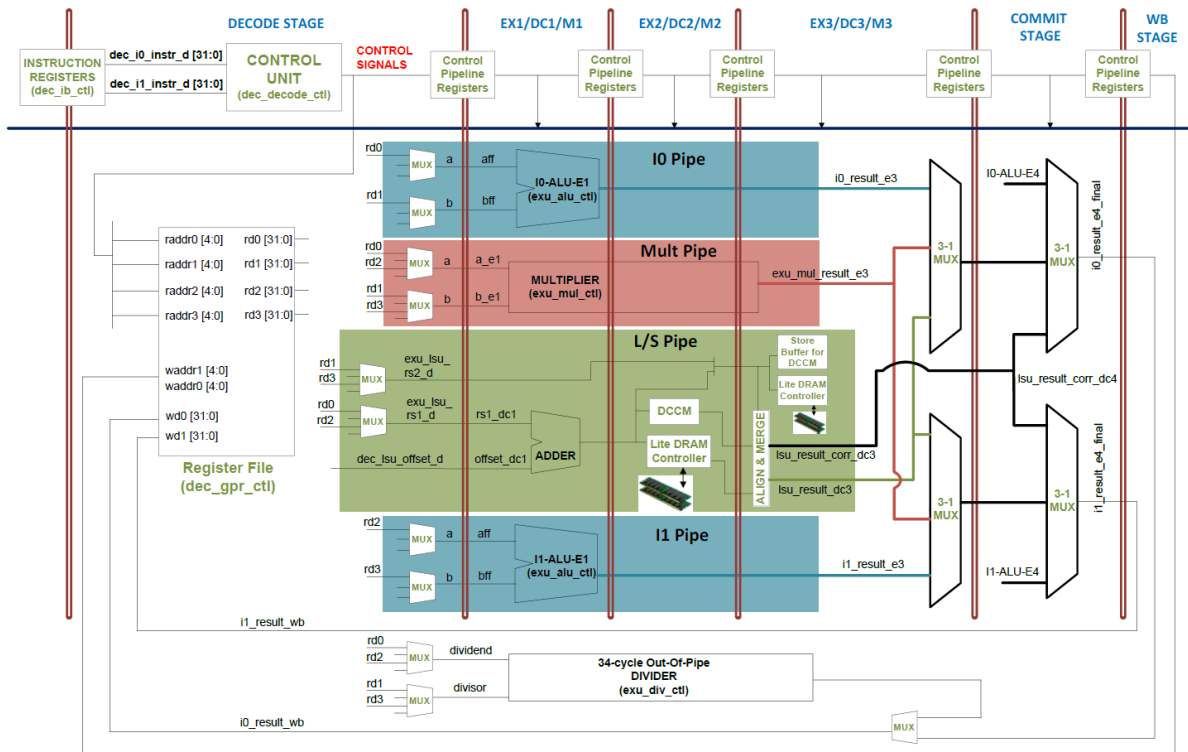 DECODE STAGE
EX1/DC1/M1
EX2/DC2/M2
EX3/DC3/M3
COMMIT
STAGE
WB
STAGE
INSTRUCTION
REGISTERS
(dec_ib_ctl)
dec_i0_instr_d [31:0]
dec_i1_instr_d [31:0]
CONTROL
UNIT
(dec_decode_ctl)
CONTROL
SIGNALS
Control
Pipeline
Registers
Control
Pipeline
Registers
Control
Pipeline
Registers
Control
Pipeline
Registers
Control
Pipeline
Registers
I0 Pipe
rd0
MUX
a
aff
rd1
MUX
b
bff
I0-ALU-E1
(exu_alu_ctl)
i0_result_e3
I0-ALU-E4
3-1
MUX
3-1
MUX
i0_result_e4_final
Mult Pipe
rd0
rd2
MUX
a
a_e1
rd1
rd3
MUX
b
b_e1
MULTIPLIER
(exu_mul_ctl)
exu_mul_result_e3
raddr0 [4:0]
rd0 [31:0]
raddr1 [4:0]
rd1 [31:0]
raddr2 [4:0]
rd2 [31:0]
raddr3 [4:0]
rd3 [31:0]
waddr1 [4:0]
waddr0 [4:0]
wd0 [31:0]
wd1 [31:0]
Register File
(dec_gpr_ctl)
L/S Pipe
rd1
rd3
MUX
exu_lsu_
rs2_d
rd0
rd2
MUX
exu_lsu_
rs1_d
rs1_dc1
dec_lsu_offset_d
offset_dc1
ADDER
DCCM
Lite DRAM
Controller
Store
Buffer for
DCCM
Lite DRAM
Controller
ALIGN & MERGE
lsu_result_corr_dc3
lsu_result_dc3
lsu_result_corr_dc4
I1 Pipe
rd2
MUX
a
aff
rd3
MUX
b
bff
I1-ALU-E1
(exu_alu_ctl)
i1_result_e3
3-1
MUX
3-1
MUX
I1-ALU-E4
i1_result_e4_final
i1_result_wb
rd0
rd2
MUX
dividend
rd1
rd3
MUX
divisor
34-cycle Out-Of-Pipe
DIVIDER
(exu_div_ctl)
i0_result_wb
MUX